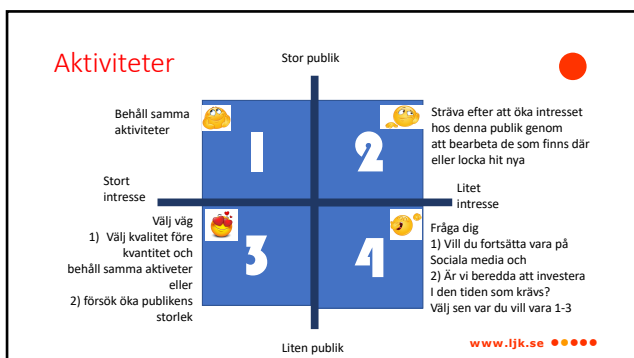 Aktiviteter
Stor publik
Behåll samma
aktiviteter
1
2
Sträva efter att öka intresset
hos denna publik genom
att bearbeta de som finns där
eller locka hit nya
Stort
intresse
Litet
intresse
Välj väg
1) Välj kvalitet före
kvantitet och
behåll samma aktiveter
eller
2) försök öka publikens
storlek
3
4
Fråga dig
1) Vill du fortsätta vara på
Sociala media och
2) Är vi beredda att investera
I den tiden som krävs?
Välj sen var du vill vara 1-3
Liten publik
www.ljk.se